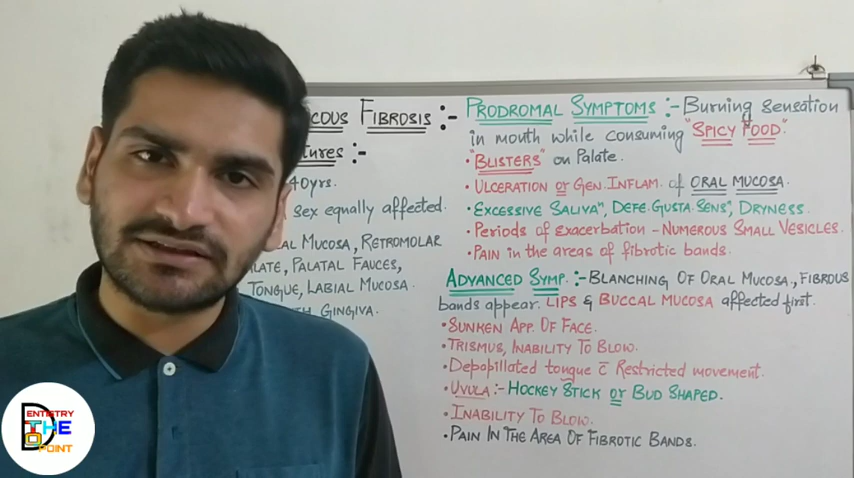 COUS FIBROSIS :-
tures :-
40yrs.
sex equally affected.
AL MUCOSA, RETROMOLAR
LATE, PALATAL FAUCES,
TONGUE, LABIAL MUCOSA.
TH GINGIVA.
PRODROMAL SYMPTOMS :- Burning sensation
in mouth while consuming "SPICY FOOD".
• "BLISTERS" on Palate.
• ULCERATION or GEN. INFLAM. of ORAL MUCOSA.
• EXCESSIVE SALIVAⁿ, DEFE. GUSTA. SENSⁿ, DRYNESS.
• Periods of exacerbation - NUMEROUS SMALL VESICLES.
• PAIN in the areas of fibrotic bands.
ADVANCED SYMP. :- BLANCHING OF ORAL MUCOSA, FIBROUS
bands appear. LIPS & BUCCAL MUCOSA affected first.
• SUNKEN APP. OF FACE.
• TRISMUS, INABILITY TO BLOW.
• Depapillated tongue c̄ Restricted movement.
• UVULA :- HOCKEY STICK or BUD SHAPED.
• INABILITY TO BLOW.
• PAIN IN THE AREA OF FIBROTIC BANDS.
DENTISTRY
TO THE
POINT